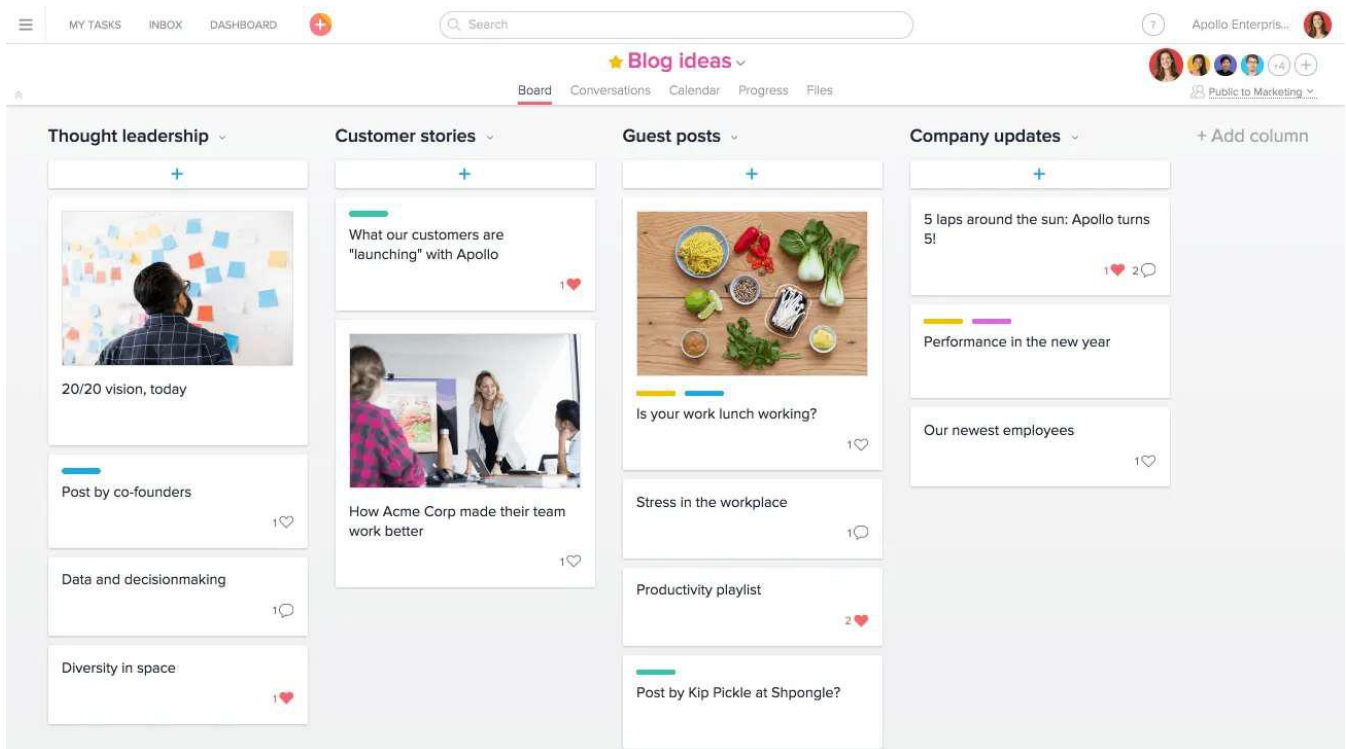 MY TASKS INBOX DASHBOARD + Search ? Apollo Enterpris...
Blog ideas
+4 +
Board Conversations Calendar Progress Files
Public to Marketing
Thought leadership
+
20/20 vision, today
Post by co-founders
1
Data and decisionmaking
1
Diversity in space
1
Customer stories
+
What our customers are
"launching" with Apollo
1
How Acme Corp made their team
work better
1
Guest posts
+
Is your work lunch working?
1
Stress in the workplace
1
Productivity playlist
2
Post by Kip Pickle at Shpongle?
Company updates
+
5 laps around the sun: Apollo turns
5!
1 2
Performance in the new year
Our newest employees
1
+ Add column